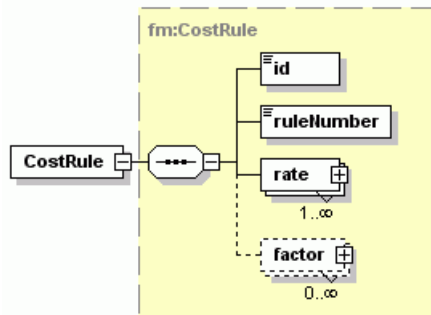 fm:CostRule
id
ruleNumber
CostRule
rate
1..∞
factor
0..∞